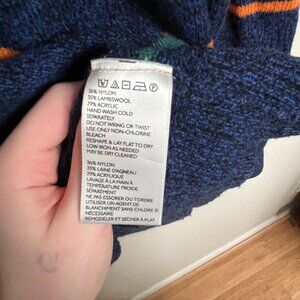 36% NYLON
35% LAMBSWOOL
29% ACRYLIC
HAND WASH COLD
SEPARATELY
DO NOT WRING OR TWIST
USE ONLY NON-CHLORINE
BLEACH
RESHAPE & LAY FLAT TO DRY
LOW IRON AS NEEDED
MAY BE DRY CLEANED
36% NYLON
35% LAINE D'AGNEAU
29% ACRYLIQUE
LAVAGE À LA MAIN À
TEMPÉRATURE FROIDE
SÉPARÉMENT
NE PAS ESSORER OU TORDRE
UTILISER UN AGENT DE
BLANCHIMENT SANS CHLORE SI
NÉCESSAIRE
REMODELER ET SÉCHER À PLAT